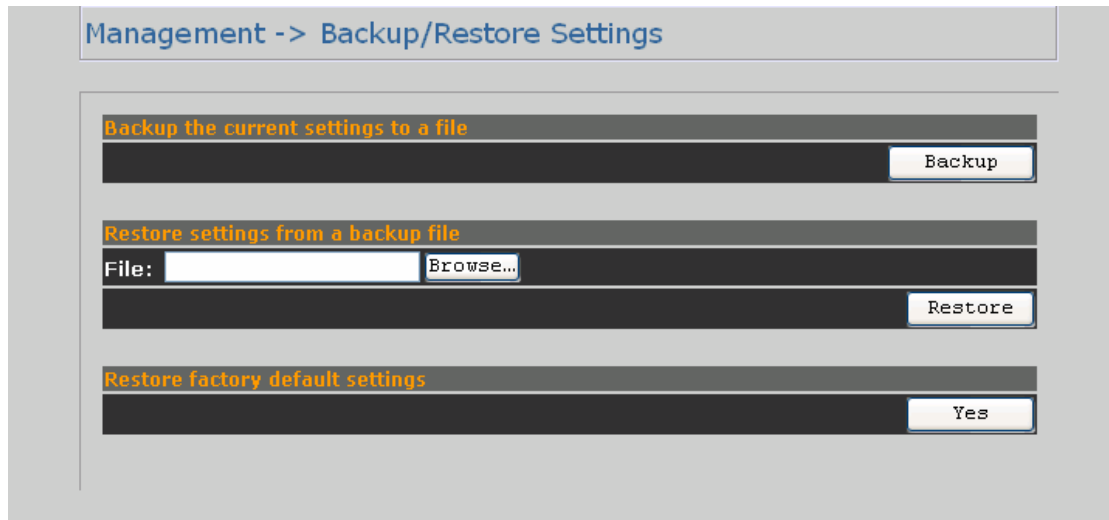 Management -> Backup/Restore Settings
Backup the current settings to a file
Backup
Restore settings from a backup file
File: Browse...
Restore
Restore factory default settings
Yes